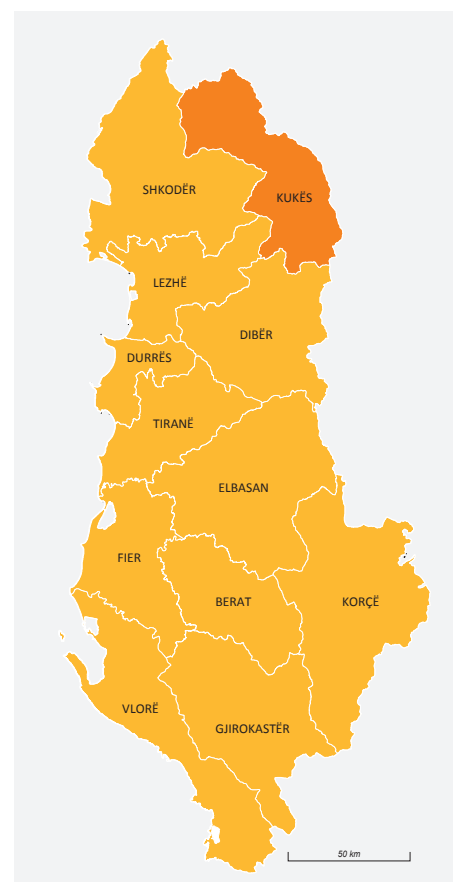 SHKODËR
KUKËS
LEZHË
DIBËR
DURRËS
TIRANË
ELBASAN
FIER
BERAT
KORÇË
VLORË
GJIROKASTËR
50 km